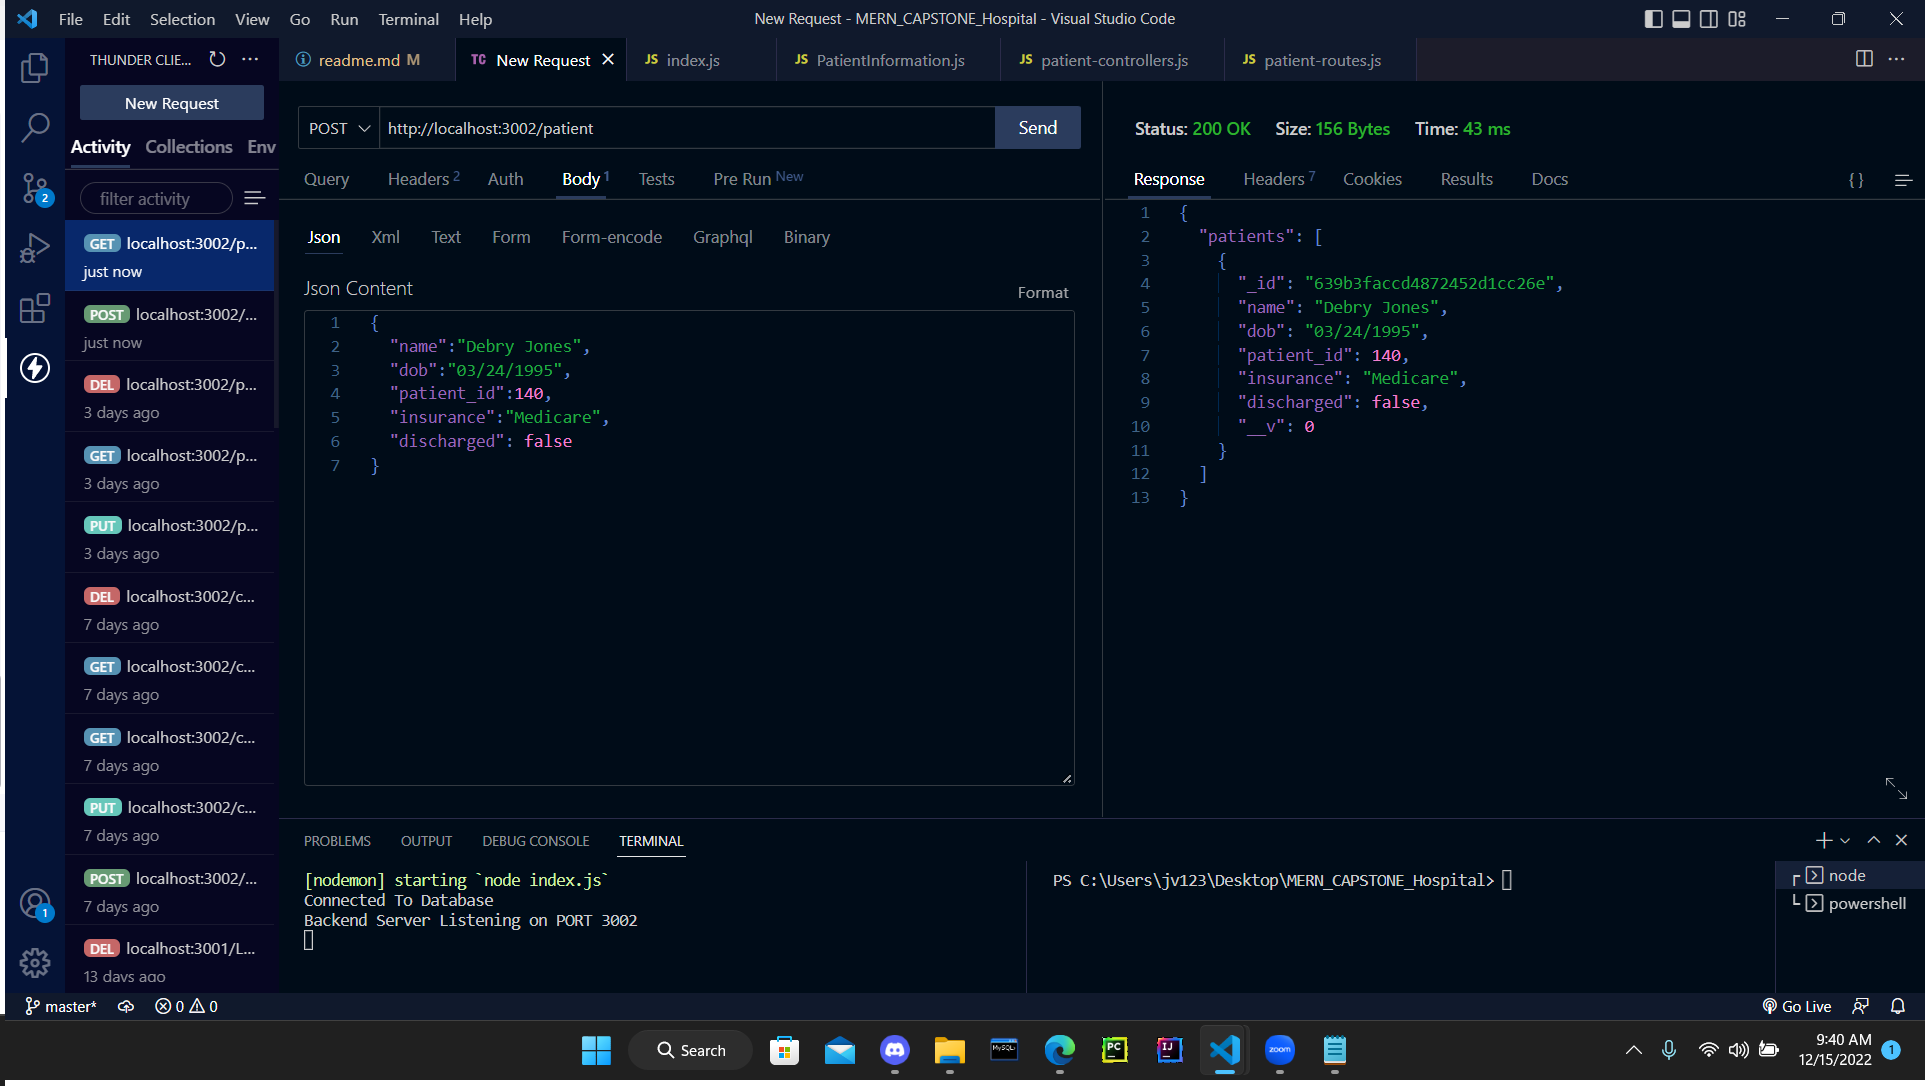 File Edit Selection View Go Run Terminal Help
New Request - MERN_CAPSTONE_Hospital - Visual Studio Code
THUNDER CLIE...
readme.md M
TC New Request
JS index.js
JS PatientInformation.js
JS patient-controllers.js
JS patient-routes.js
New Request
Activity Collections Env
filter activity
2
GET localhost:3002/p...
just now
POST localhost:3002/...
just now
DEL localhost:3002/p...
3 days ago
GET localhost:3002/p...
3 days ago
PUT localhost:3002/p...
3 days ago
DEL localhost:3002/c...
7 days ago
GET localhost:3002/c...
7 days ago
GET localhost:3002/c...
7 days ago
PUT localhost:3002/c...
7 days ago
POST localhost:3002/...
7 days ago
DEL localhost:3001/L...
13 days ago
1
POST http://localhost:3002/patient Send
Query Headers 2 Auth Body 1 Tests Pre Run New
Json Xml Text Form Form-encode Graphql Binary
Json Content
Format
1 {
2 "name":"Debry Jones",
3 "dob":"03/24/1995",
4 "patient_id":140,
5 "insurance":"Medicare",
6 "discharged": false
7 }
Status: 200 OK Size: 156 Bytes Time: 43 ms
Response Headers 7 Cookies Results Docs { }
1 {
2 "patients": [
3 {
4 "_id": "639b3faccd4872452d1cc26e",
5 "name": "Debry Jones",
6 "dob": "03/24/1995",
7 "patient_id": 140,
8 "insurance": "Medicare",
9 "discharged": false,
10 "__v": 0
11 }
12 ]
13 }
PROBLEMS OUTPUT DEBUG CONSOLE TERMINAL
[nodemon] starting `node index.js`
Connected To Database
Backend Server Listening on PORT 3002
PS C:\Users\jv123\Desktop\MERN_CAPSTONE_Hospital>
node
powershell
master* 0 0
Go Live
Search
MySQL
PC
IJ
zoom
9:40 AM
12/15/2022
1